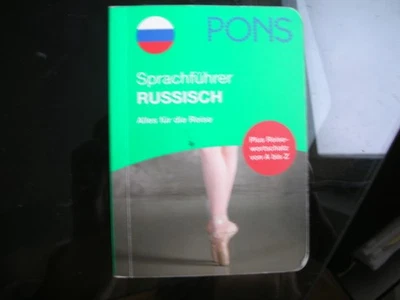 PONS
Sprachführer
RUSSISCH
Alles für die Reise
Plus Reise-
wortschatz
von A bis Z